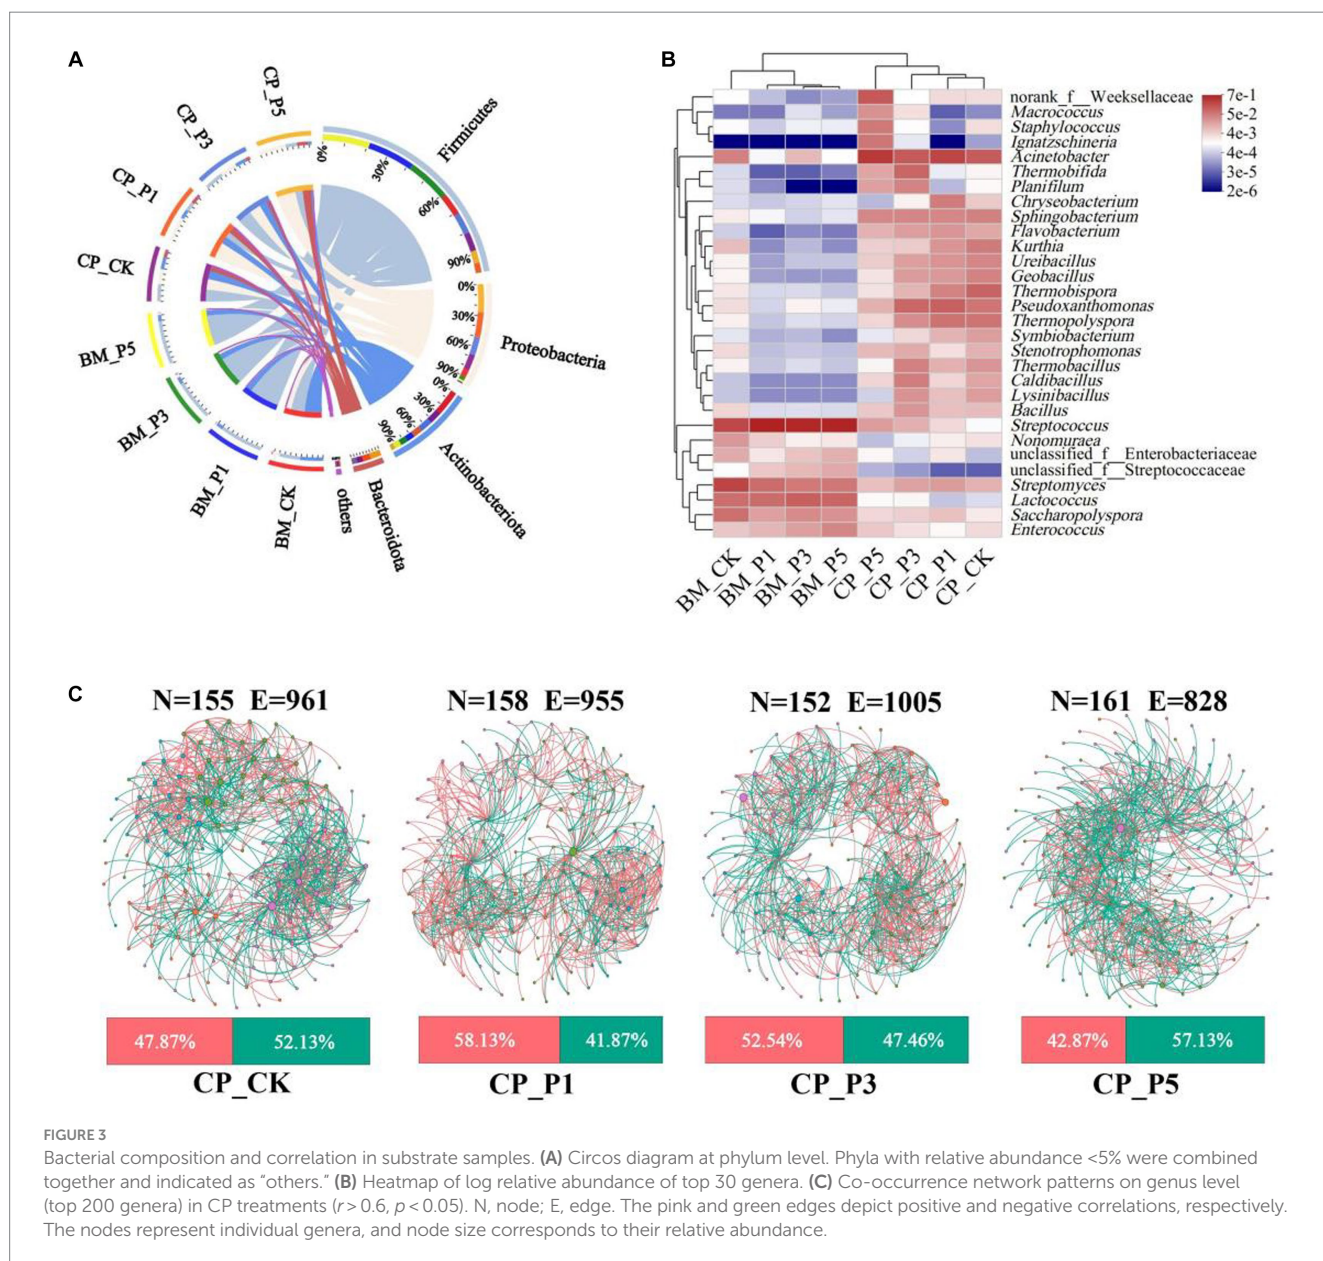 A
CP_P5
CP_P3
CP_P1
CP_CK
BM_P5
BM_P3
BM_P1
BM_CK
others
Bacteroidota
Actinobacteriota
Proteobacteria
Firmicutes
0%
30%
60%
90%
0%
30%
60%
90%
0%
30%
60%
90%
B
norank_f__Weeksellaceae
Macrococcus
Staphylococcus
Ignatzschineria
Acinetobacter
Thermobifida
Planifilum
Chryseobacterium
Sphingobacterium
Flavobacterium
Kurthia
Ureibacillus
Geobacillus
Thermobispora
Pseudoxanthomonas
Thermopolyspora
Symbiobacterium
Stenotrophomonas
Thermobacillus
Caldibacillus
Lysinibacillus
Bacillus
Streptococcus
Nonomuraea
unclassified_f__Enterobacteriaceae
unclassified_f__Streptococcaceae
Streptomyces
Lactococcus
Saccharopolyspora
Enterococcus
7e-1
5e-2
4e-3
4e-4
3e-5
2e-6
BM_CK
BM_P1
BM_P3
BM_P5
CP_P5
CP_P3
CP_P1
CP_CK
C
N=155 E=961
N=158 E=955
N=152 E=1005
N=161 E=828
47.87% 52.13%
58.13% 41.87%
52.54% 47.46%
42.87% 57.13%
CP_CK
CP_P1
CP_P3
CP_P5
FIGURE 3
Bacterial composition and correlation in substrate samples. (A) Circos diagram at phylum level. Phyla with relative abundance <5% were combined
together and indicated as “others.” (B) Heatmap of log relative abundance of top 30 genera. (C) Co-occurrence network patterns on genus level
(top 200 genera) in CP treatments (r > 0.6, p < 0.05). N, node; E, edge. The pink and green edges depict positive and negative correlations, respectively.
The nodes represent individual genera, and node size corresponds to their relative abundance.